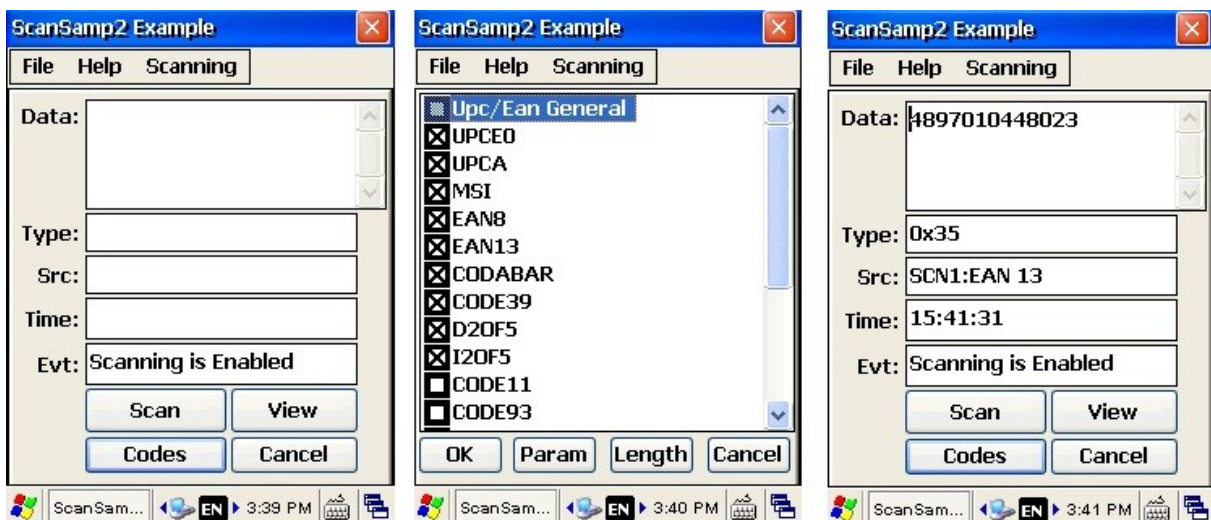 ScanSamp2 Example
File Help Scanning
Data:
Type:
Src:
Time:
Evt: Scanning is Enabled
Scan View
Codes Cancel
ScanSam... EN 3:39 PM
ScanSamp2 Example
File Help Scanning
Upc/Ean General
UPCE0
UPCA
MSI
EAN8
EAN13
CODABAR
CODE39
D2OF5
I2OF5
CODE11
CODE93
OK Param Length Cancel
ScanSam... EN 3:40 PM
ScanSamp2 Example
File Help Scanning
Data: 4897010448023
Type: 0x35
Src: SCN1:EAN 13
Time: 15:41:31
Evt: Scanning is Enabled
Scan View
Codes Cancel
ScanSam... EN 3:41 PM